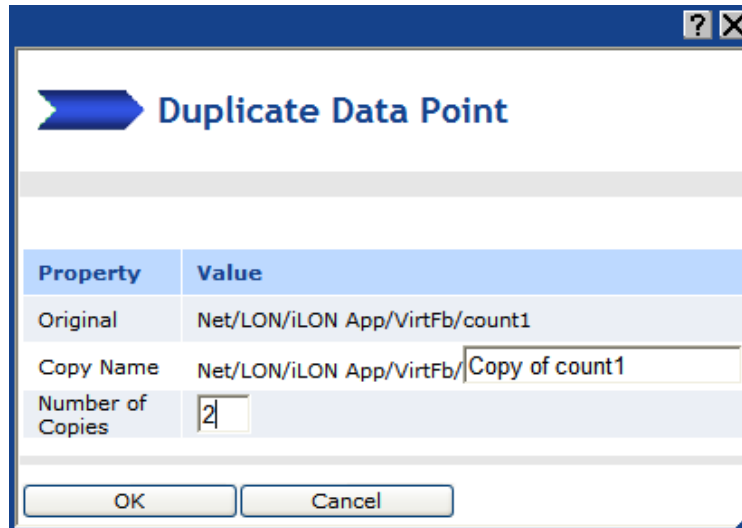 ?
Duplicate Data Point
Property Value
Original Net/LON/iLON App/VirtFb/count1
Copy Name Net/LON/iLON App/VirtFb/ Copy of count1
Number of
Copies 2
OK Cancel